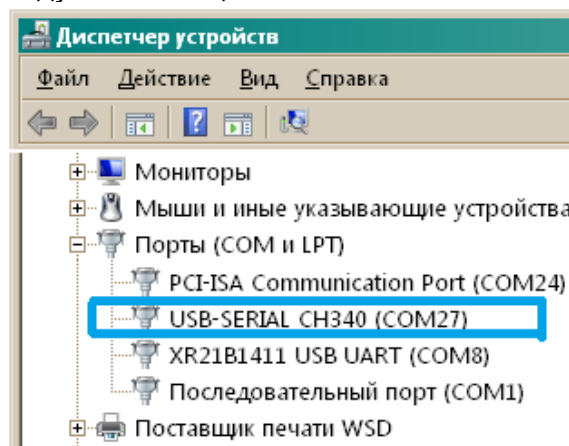 Диспетчер устройств
Файл Действие Вид Справка
Мониторы
Мыши и иные указывающие устройства
Порты (COM и LPT)
PCI-ISA Communication Port (COM24)
USB-SERIAL CH340 (COM27)
XR21B1411 USB UART (COM8)
Последовательный порт (COM1)
Поставщик печати WSD